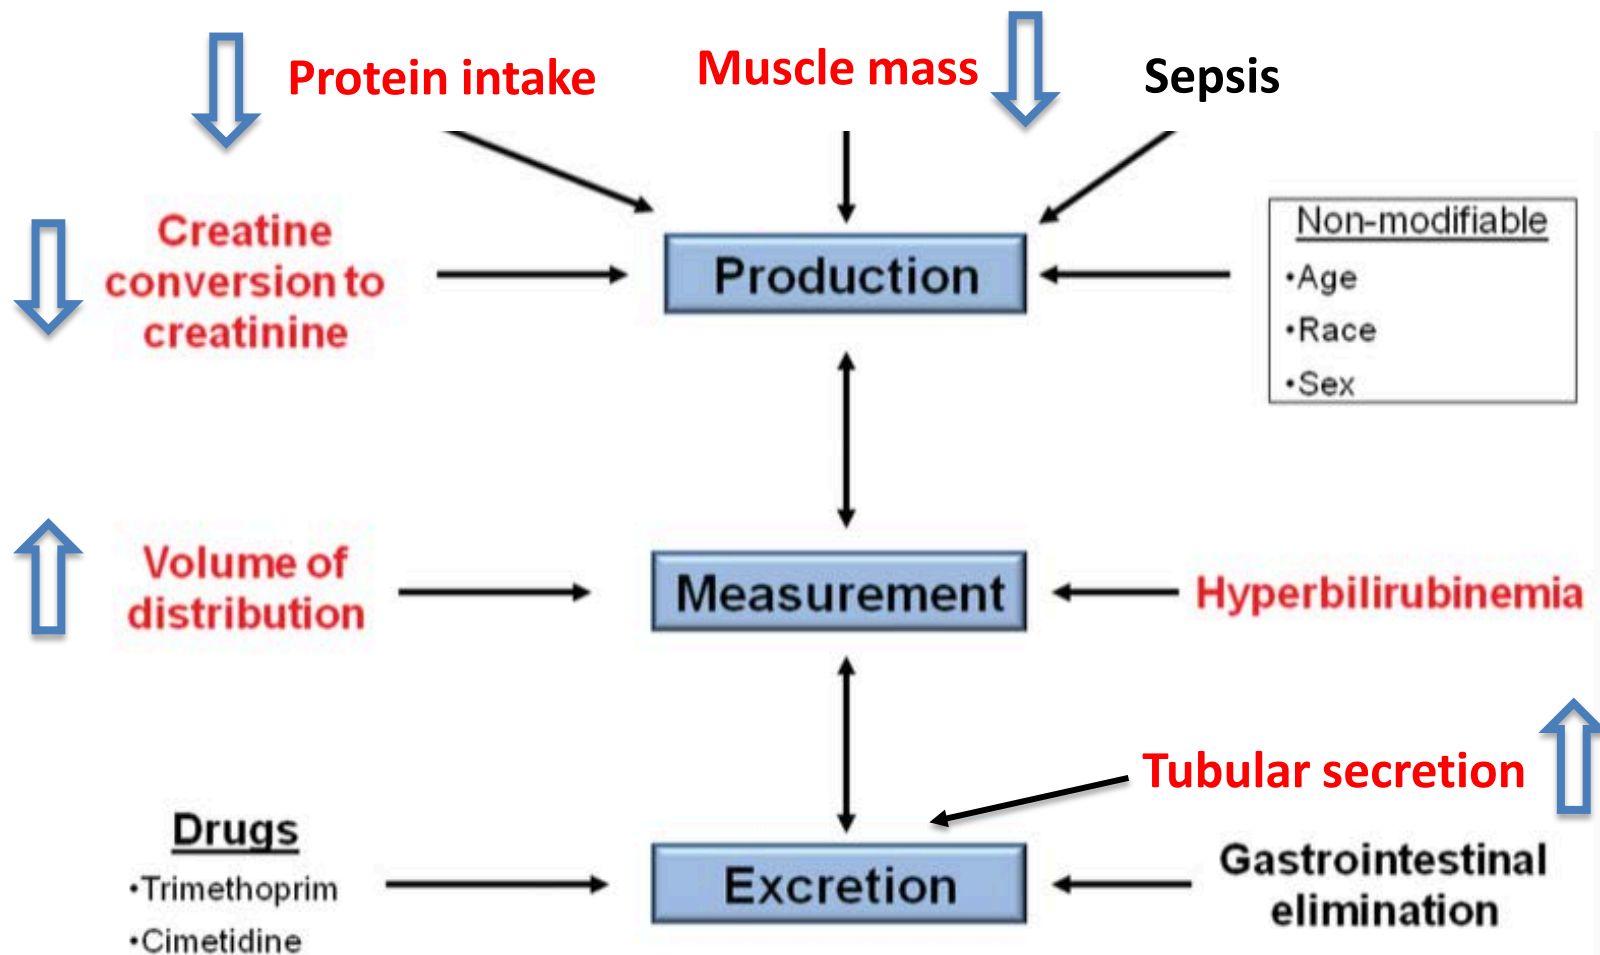 Protein intake
Muscle mass
Sepsis
Creatine
conversion to
creatinine
Production
Non-modifiable
•Age
•Race
•Sex
Volume of
distribution
Measurement
Hyperbilirubinemia
Tubular secretion
Drugs
•Trimethoprim
•Cimetidine
Excretion
Gastrointestinal
elimination